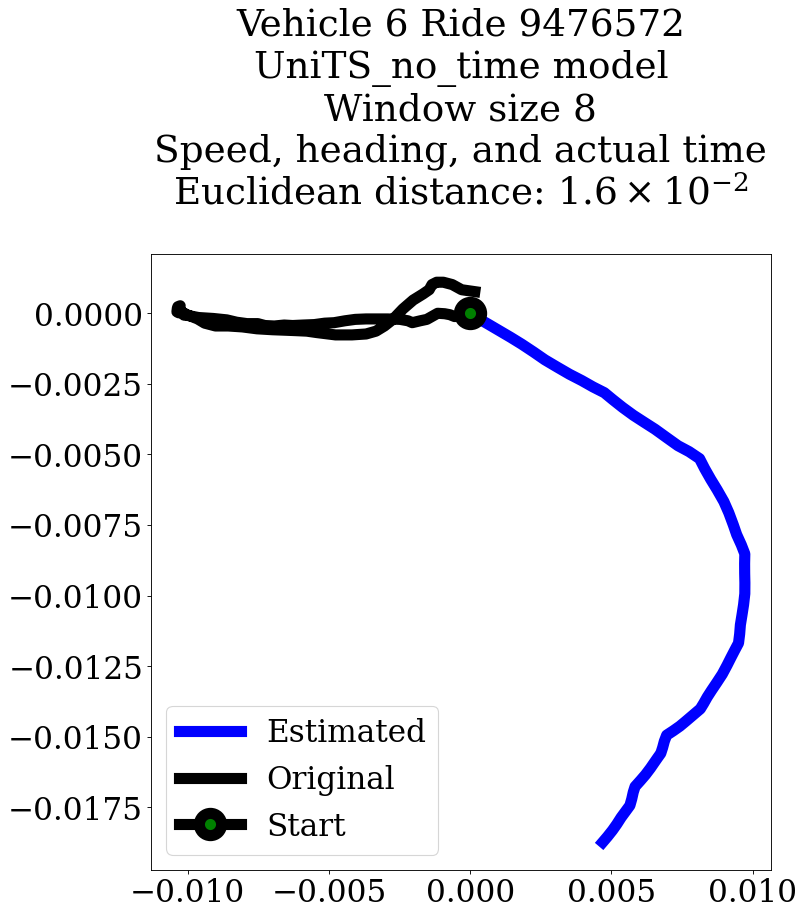 Vehicle 6 Ride 9476572
UniTS_no_time model
Window size 8
Speed, heading, and actual time
Euclidean distance: 1.6 × 10⁻²
0.0000
−0.0025
−0.0050
−0.0075
−0.0100
−0.0125
−0.0150
−0.0175
Estimated
Original
Start
−0.010 −0.005 0.000 0.005 0.010